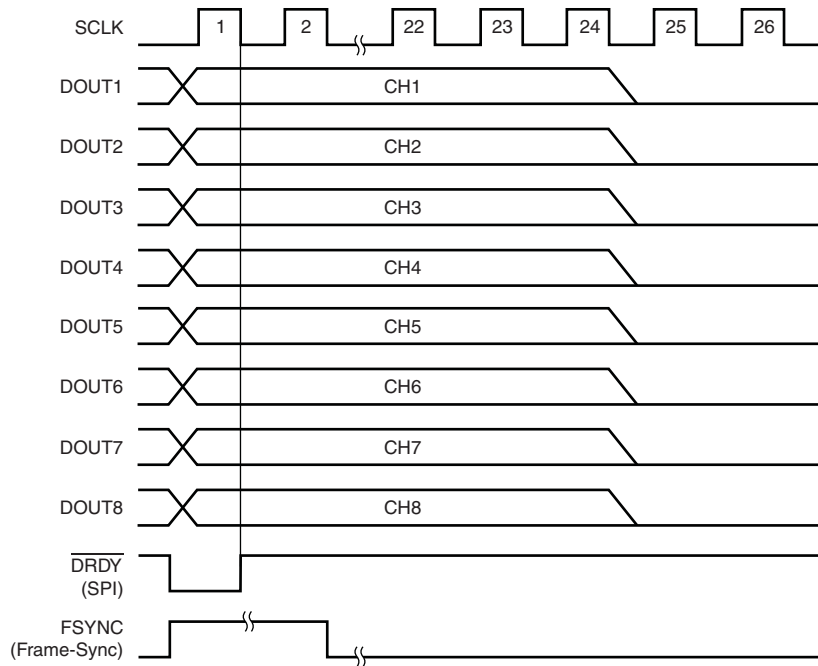 SCLK 1 2 22 23 24 25 26
DOUT1 CH1
DOUT2 CH2
DOUT3 CH3
DOUT4 CH4
DOUT5 CH5
DOUT6 CH6
DOUT7 CH7
DOUT8 CH8
DRDY
(SPI)
FSYNC
(Frame-Sync)